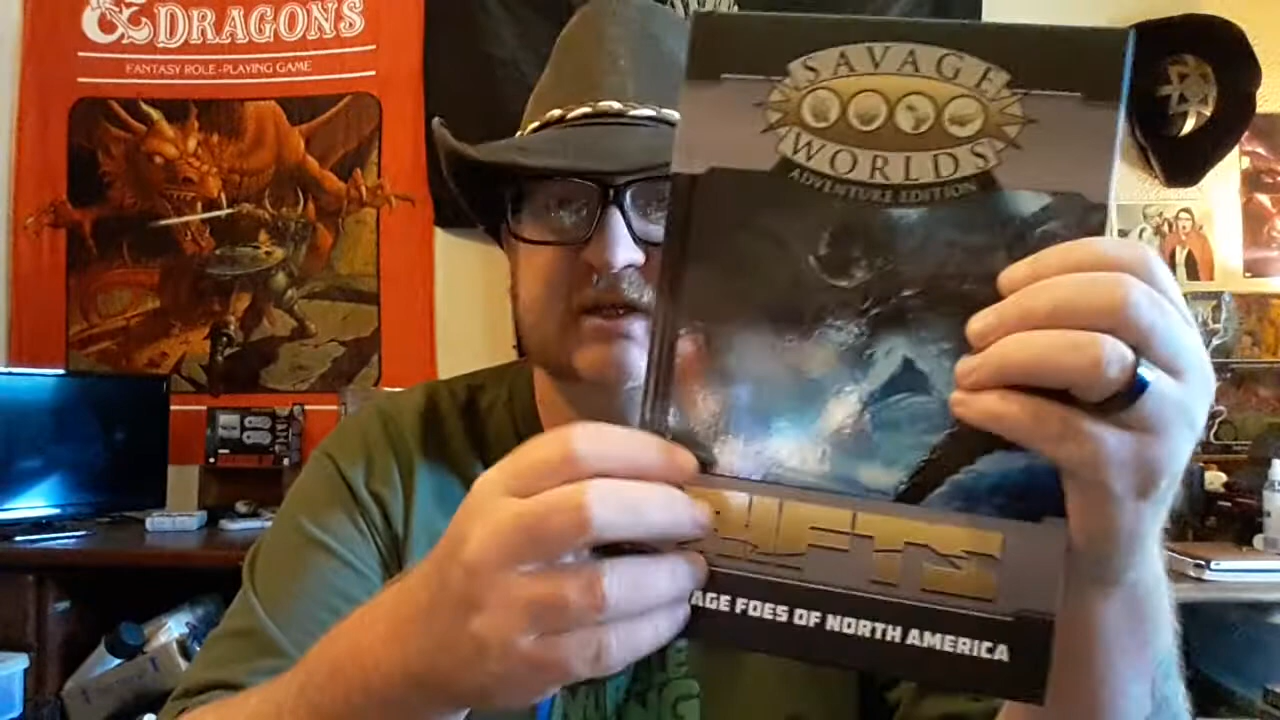 & DRAGONS
FANTASY ROLE-PLAYING GAME
SAVAGE
WORLDS
ADVENTURE EDITION
AGE FOES OF NORTH AMERICA